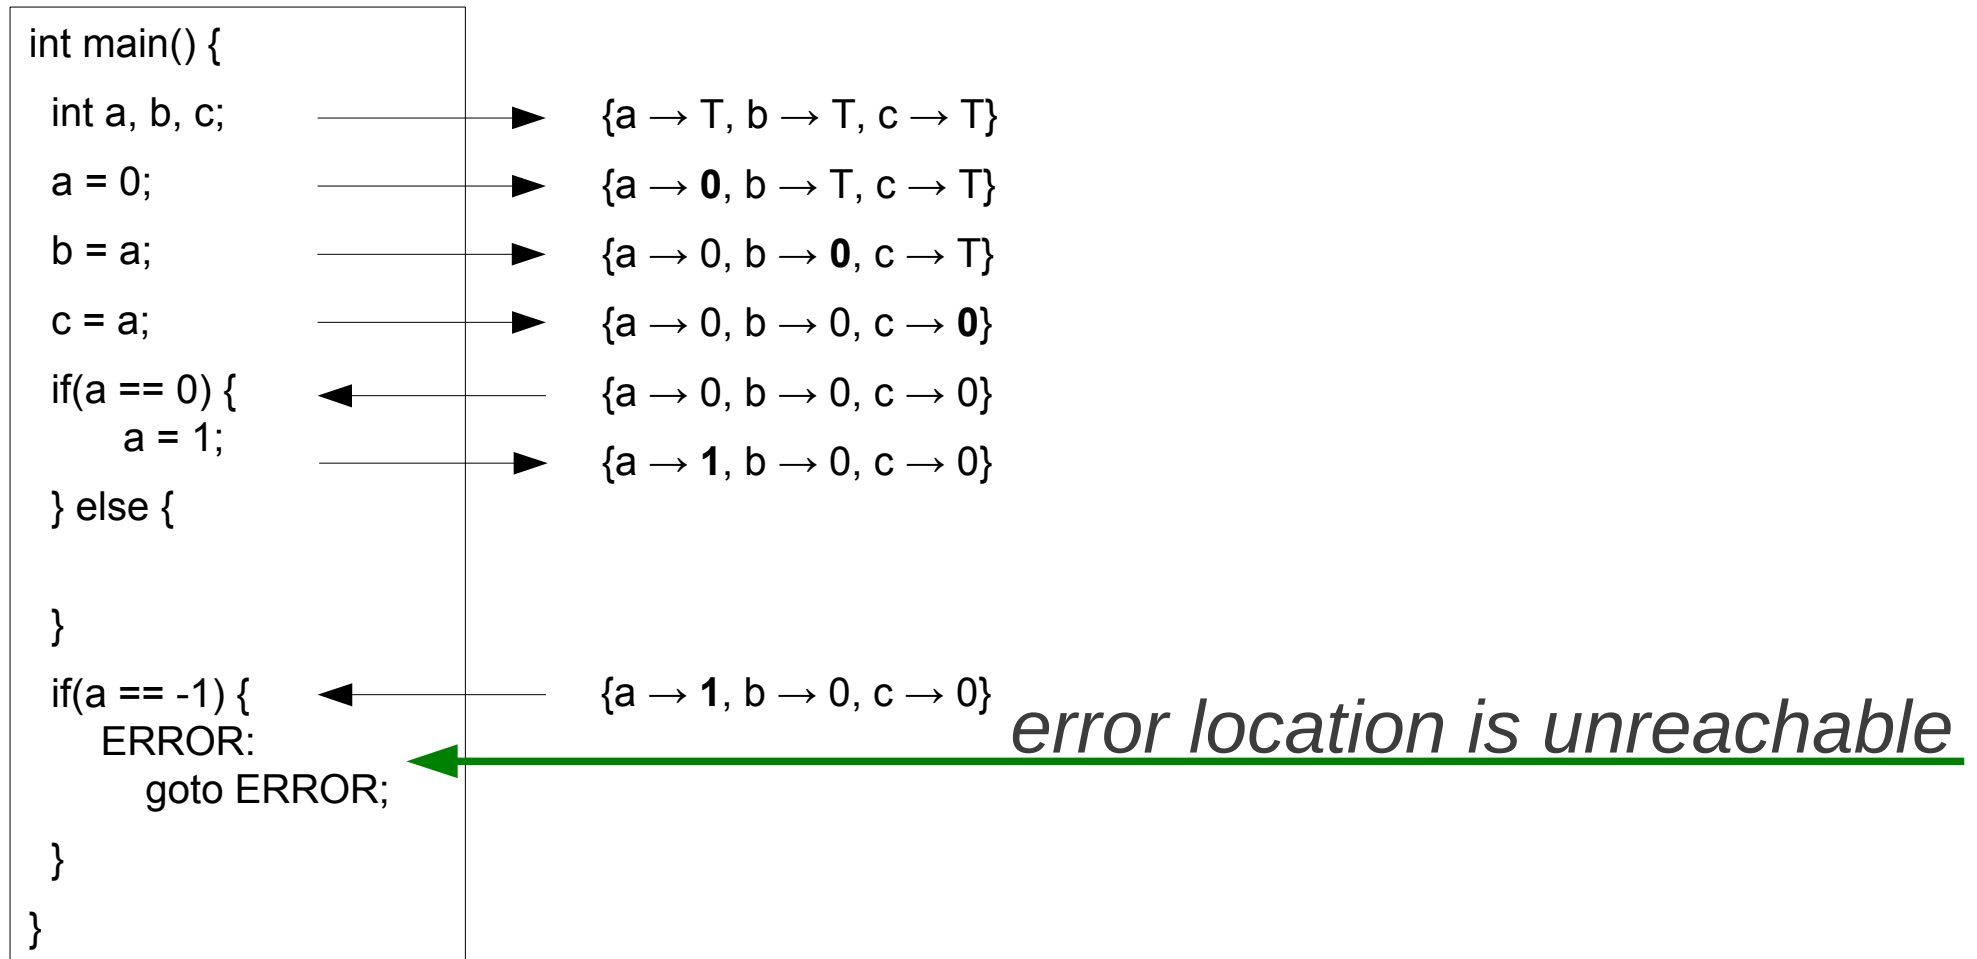 int main() {
int a, b, c; {a → T, b → T, c → T}
a = 0; {a → 0, b → T, c → T}
b = a; {a → 0, b → 0, c → T}
c = a; {a → 0, b → 0, c → 0}
if(a == 0) { {a → 0, b → 0, c → 0}
a = 1;
{a → 1, b → 0, c → 0}
} else {
}
if(a == -1) { {a → 1, b → 0, c → 0}
error location is unreachable
ERROR:
goto ERROR;
}
}